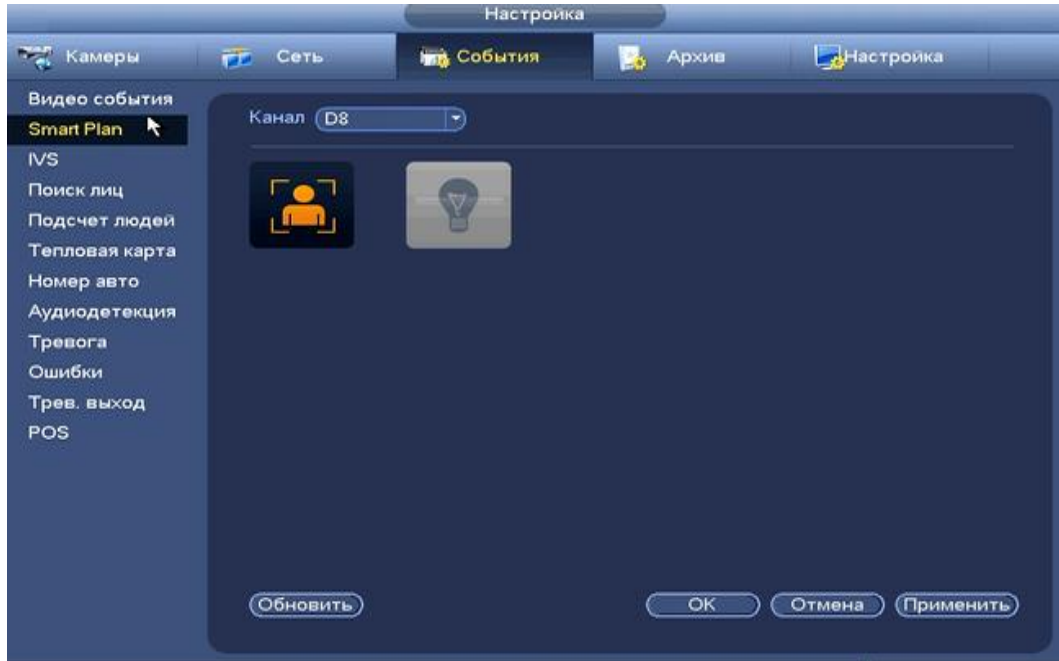 Настройка
Камеры
Сеть
События
Архив
Настройка
Видео события
Smart Plan
IVS
Поиск лиц
Подсчет людей
Тепловая карта
Номер авто
Аудиодетекция
Тревога
Ошибки
Трев. выход
POS
Канал D8
Обновить
OK
Отмена
Применить